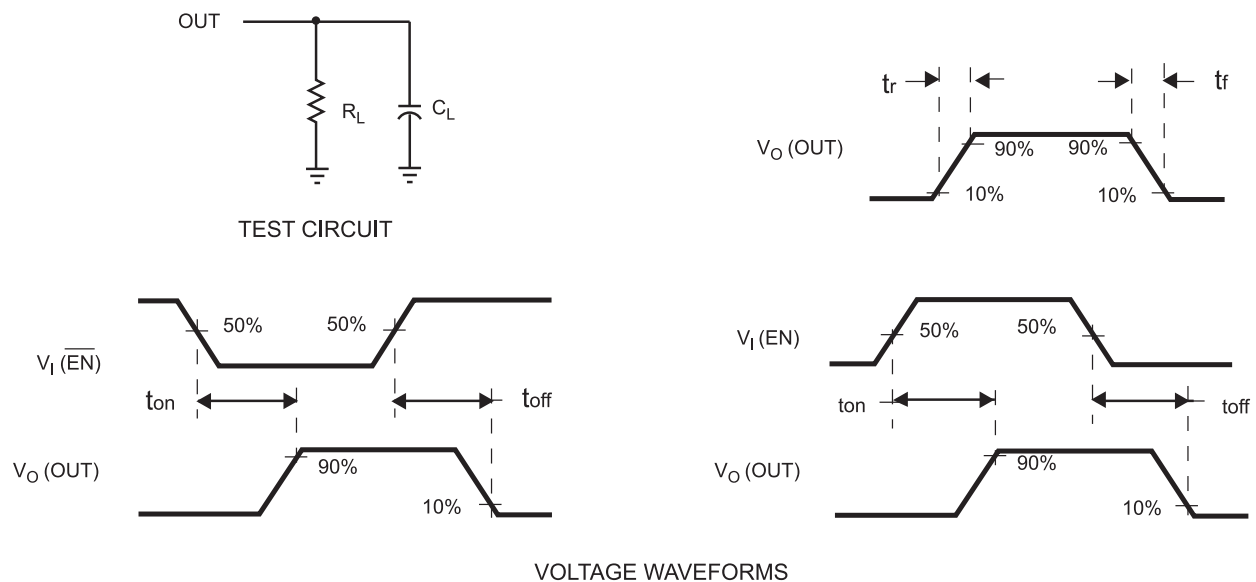 OUT
R_L
C_L
TEST CIRCUIT
t_r
t_f
V_O (OUT)
90%
90%
10%
10%
50%
50%
V_I (E̅N̅)
t_on
t_off
V_O (OUT)
90%
10%
50%
50%
V_I (EN)
ton
toff
V_O (OUT)
90%
10%
VOLTAGE WAVEFORMS